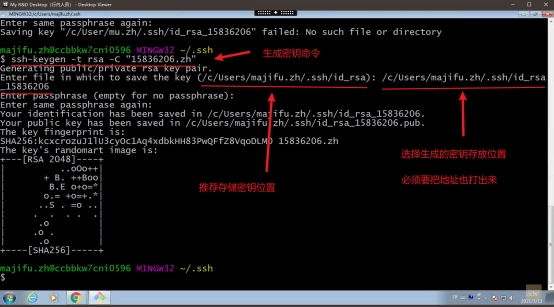 My R&D Desktop (任何人员) - Desktop Viewer
MINGW32:/c/Users/majifu.zh/.ssh
Enter same passphrase again:
Saving key "/c/User/mu.zh/.ssh/id_rsa_15836206" failed: No such file or directory
majifu.zh@ccbbkw7cni0596 MINGW32 ~/.ssh
$ ssh-keygen -t rsa -C "15836206.zh"
生成密钥命令
Generating public/private rsa key pair.
Enter file in which to save the key (/c/Users/majifu.zh/.ssh/id_rsa): /c/Users/majifu.zh/.ssh/id_rsa
_15836206
Enter passphrase (empty for no passphrase):
Enter same passphrase again:
Your identification has been saved in /c/Users/majifu.zh/.ssh/id_rsa_15836206.
Your public key has been saved in /c/Users/majifu.zh/.ssh/id_rsa_15836206.pub.
The key fingerprint is:
15836206.zh
The key's randomart image is:
选择生成的密钥存放位置
必须要把地址也打出来
推荐存储密钥位置
+---[RSA 2048]----+
| ..oOo++|
| + B. ++Boo|
| B.E o+o=*|
| o.= +o=+.*|
| ..S . =o ..|
| . . . . .|
| .o |
| . .o |
| .o |
+----[SHA256]-----+
majifu.zh@ccbbkw7cni0596 MINGW32 ~/.ssh
$